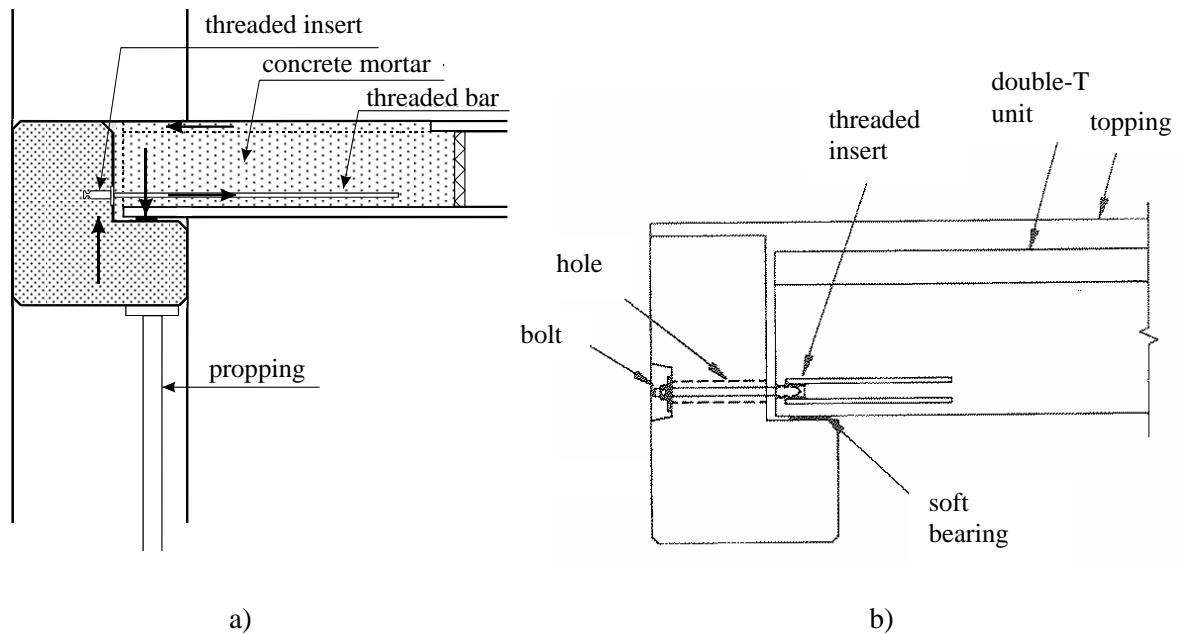 threaded insert
concrete mortar
threaded bar
propping
a)
double-T
unit
topping
threaded
insert
hole
bolt
soft
bearing
b)